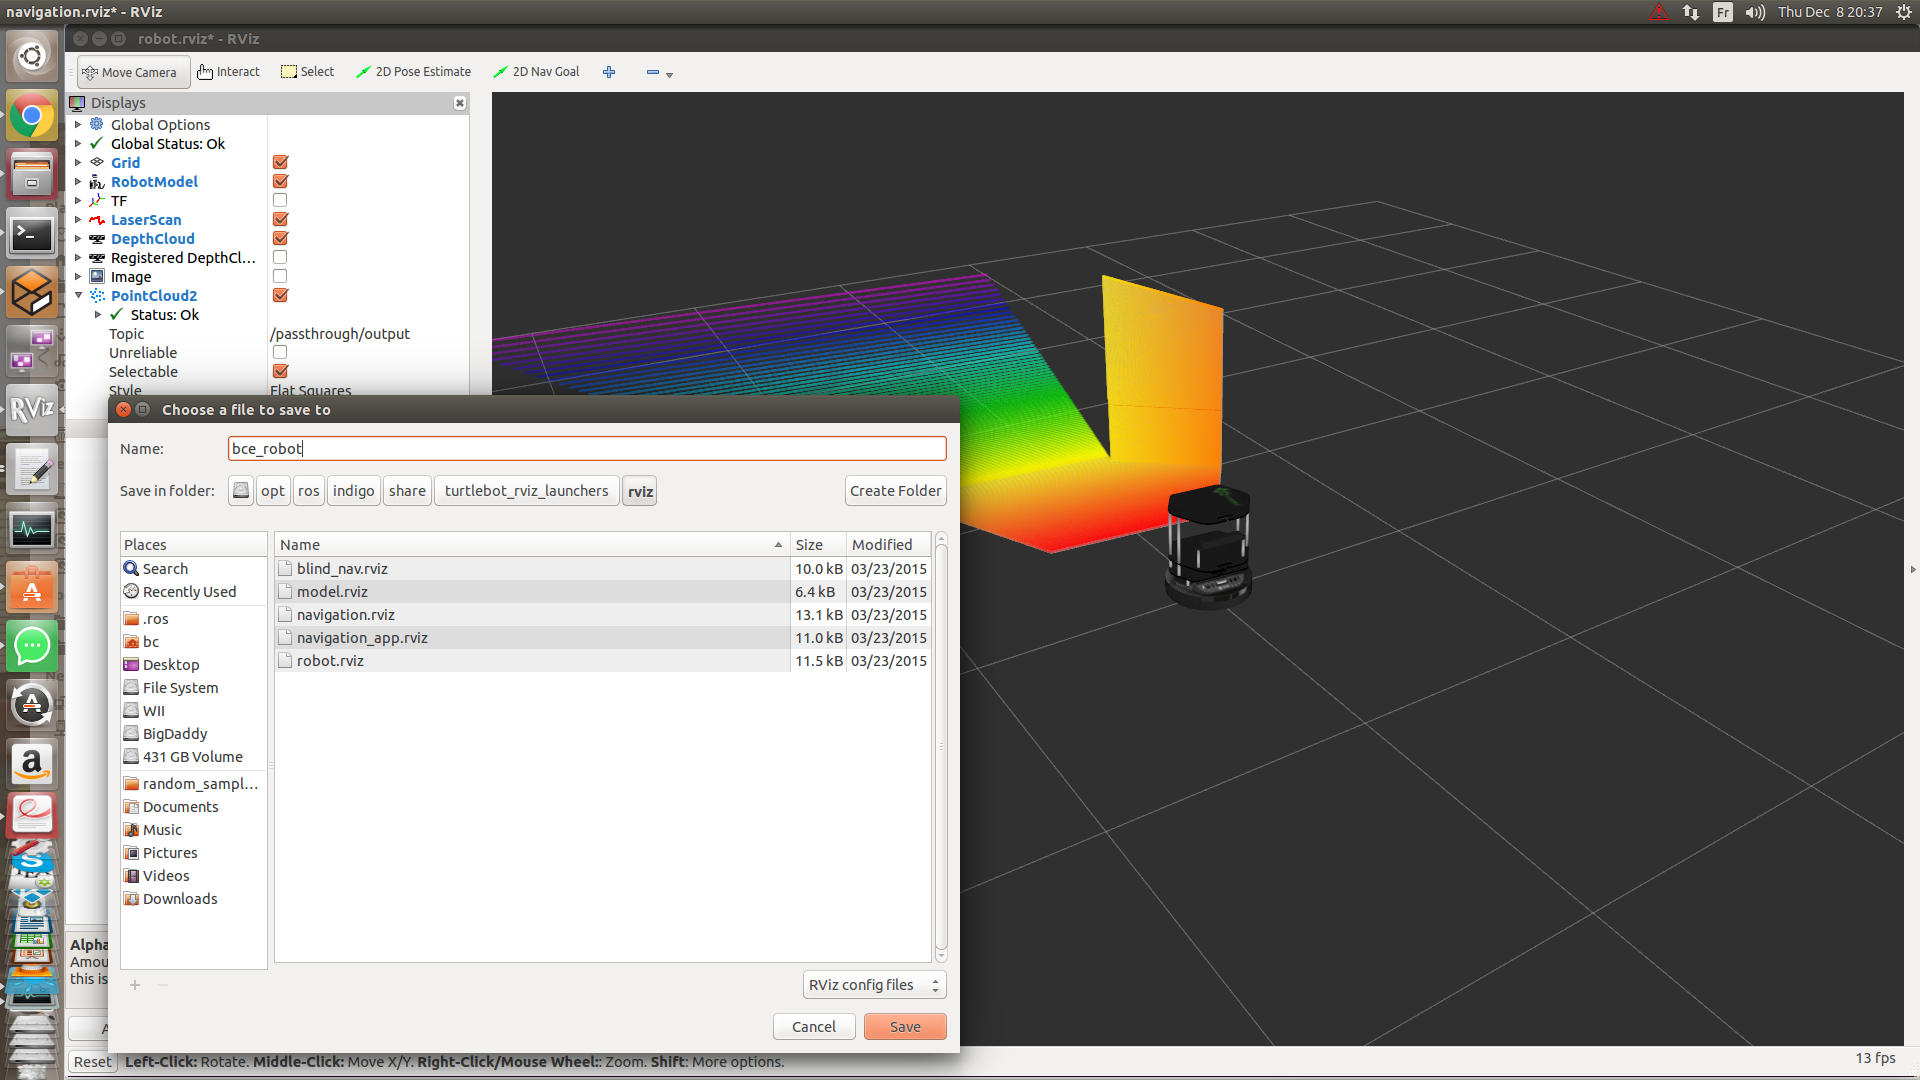 navigation.rviz* - RViz
Fr
Thu Dec 8 20:37
robot.rviz* - RViz
Move Camera
Interact
Select
2D Pose Estimate
2D Nav Goal
Displays
Global Options
Global Status: Ok
Grid
RobotModel
TF
LaserScan
DepthCloud
Registered DepthCl...
Image
PointCloud2
Status: Ok
Topic
/passthrough/output
Unreliable
Selectable
Style
Flat Squares
RViz
Choose a file to save to
Name:
bce_robot
Save in folder:
opt
ros
indigo
share
turtlebot_rviz_launchers
rviz
Create Folder
Places
Search
Recently Used
.ros
bc
Desktop
File System
WII
BigDaddy
431 GB Volume
random_sampl...
Documents
Music
Pictures
Videos
Downloads
Name Size Modified
blind_nav.rviz 10.0 kB 03/23/2015
model.rviz 6.4 kB 03/23/2015
navigation.rviz 13.1 kB 03/23/2015
navigation_app.rviz 11.0 kB 03/23/2015
robot.rviz 11.5 kB 03/23/2015
RViz config files
Cancel
Save
Alpha
Amou
this is
A
Reset
Left-Click: Rotate. Middle-Click: Move X/Y. Right-Click/Mouse Wheel:: Zoom. Shift: More options.
13 fps